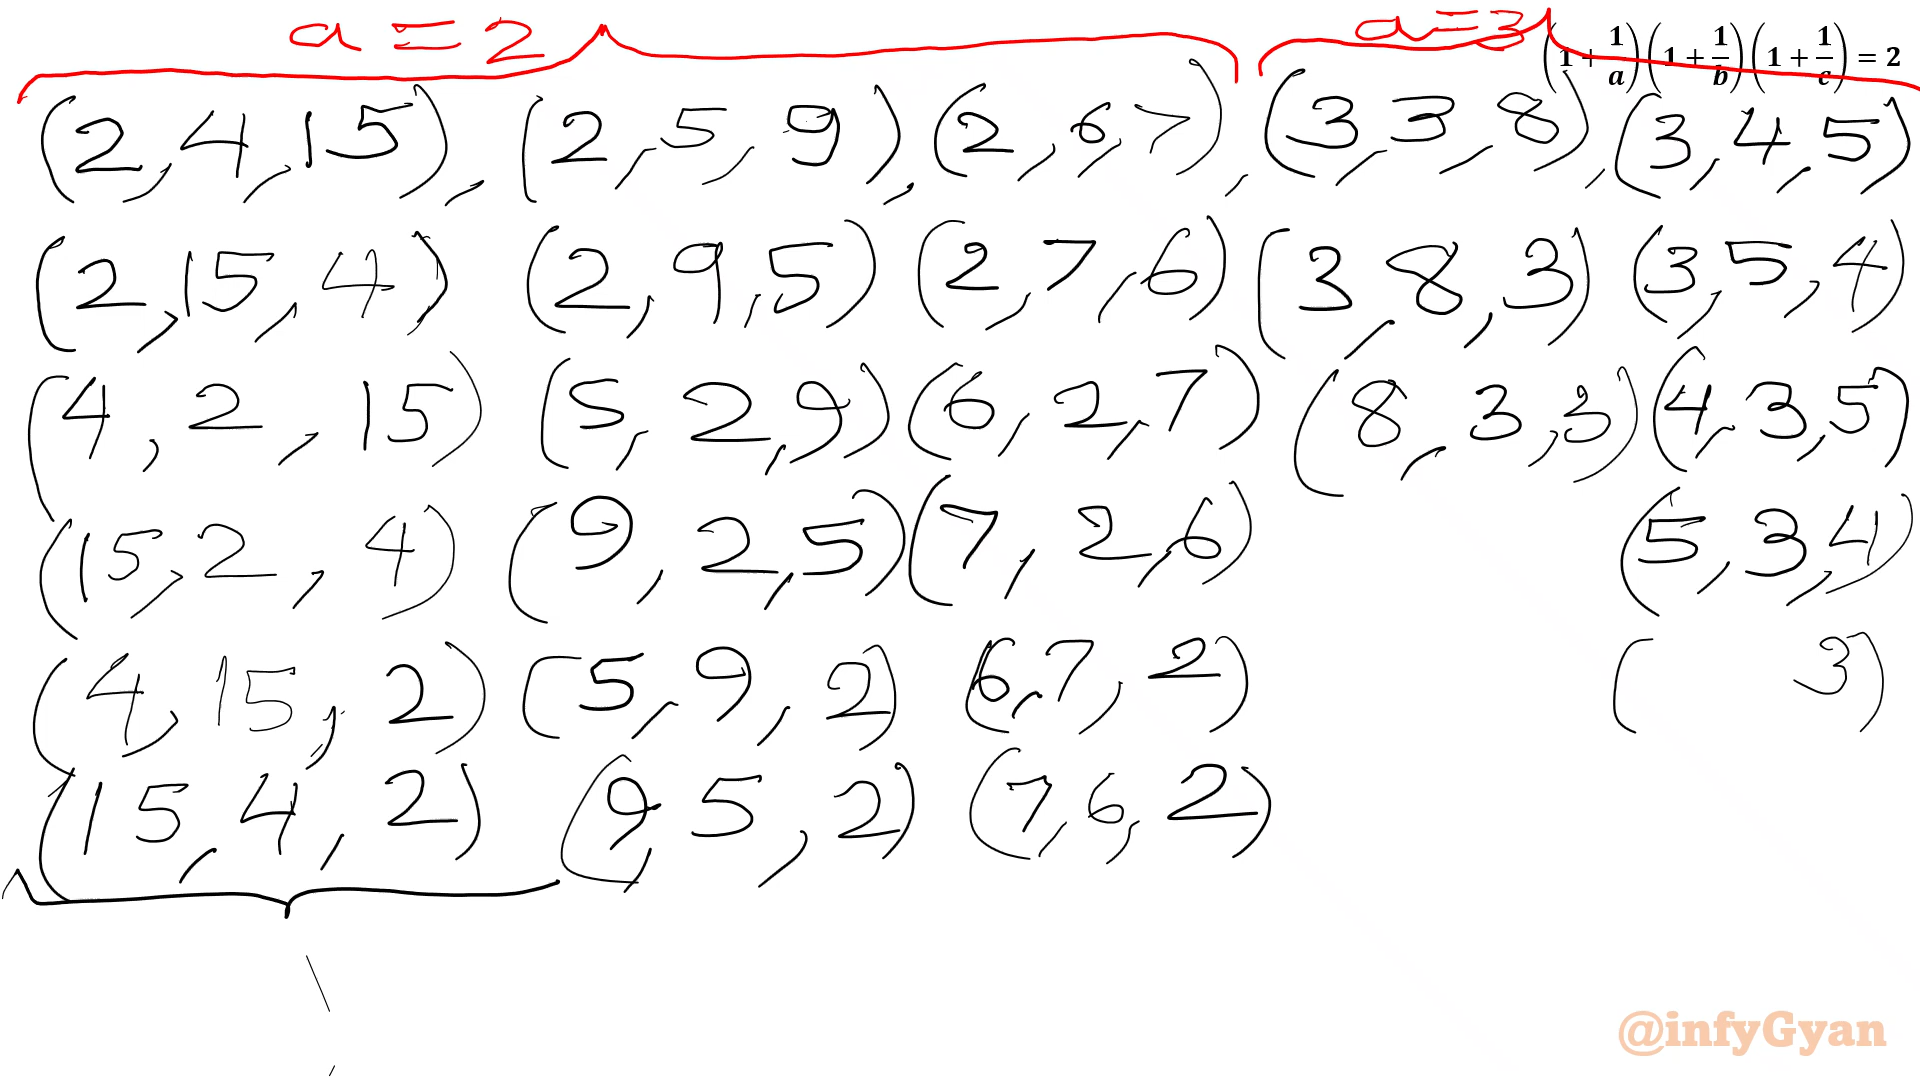 a = 2 a = 3 (1 + 1/a)(1 + 1/b)(1 + 1/c) = 2
(2,4,15), (2,5,9), (2,6,7), (3,3,8), (3,4,5)
(2,15,4) (2,9,5) (2,7,6) (3,8,3) (3,5,4)
(4,2,15) (5,2,9) (6,2,7) (8,3,3) (4,3,5)
(15,2,4) (9,2,5) (7,2,6) (5,3,4)
(4,15,2) (5,9,2) (6,7,2) ( 3)
(15,4,2) (9,5,2) (7,6,2)
@infyGyan